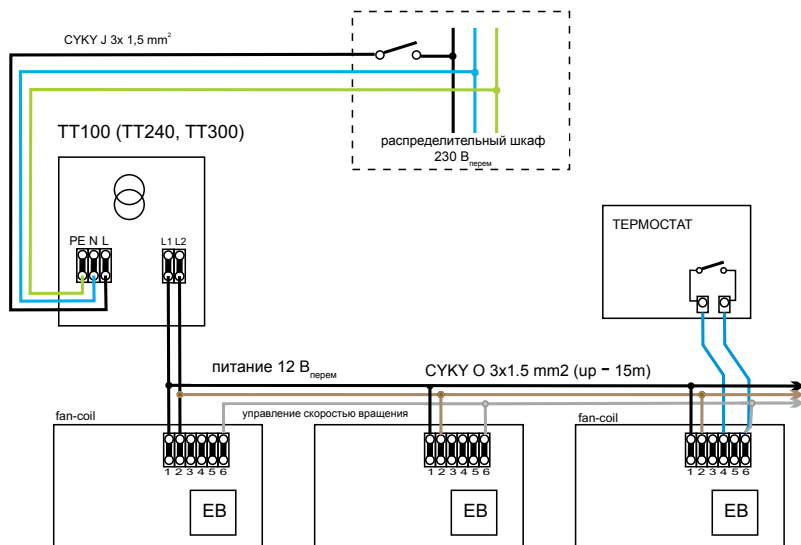 CYKY J 3x 1,5 mm²
распределительный шкаф
230 В перем
TT100 (TT240, TT300)
PE N L
L1 L2
ТЕРМОСТАТ
питание 12 В перем
CYKY O 3x1.5 mm2 (up - 15m)
управление скоростью вращения
fan-coil
fan-coil
1 2 3 4 5 6
1 2 3 4 5 6
1 2 3 4 5 6
EB
EB
EB